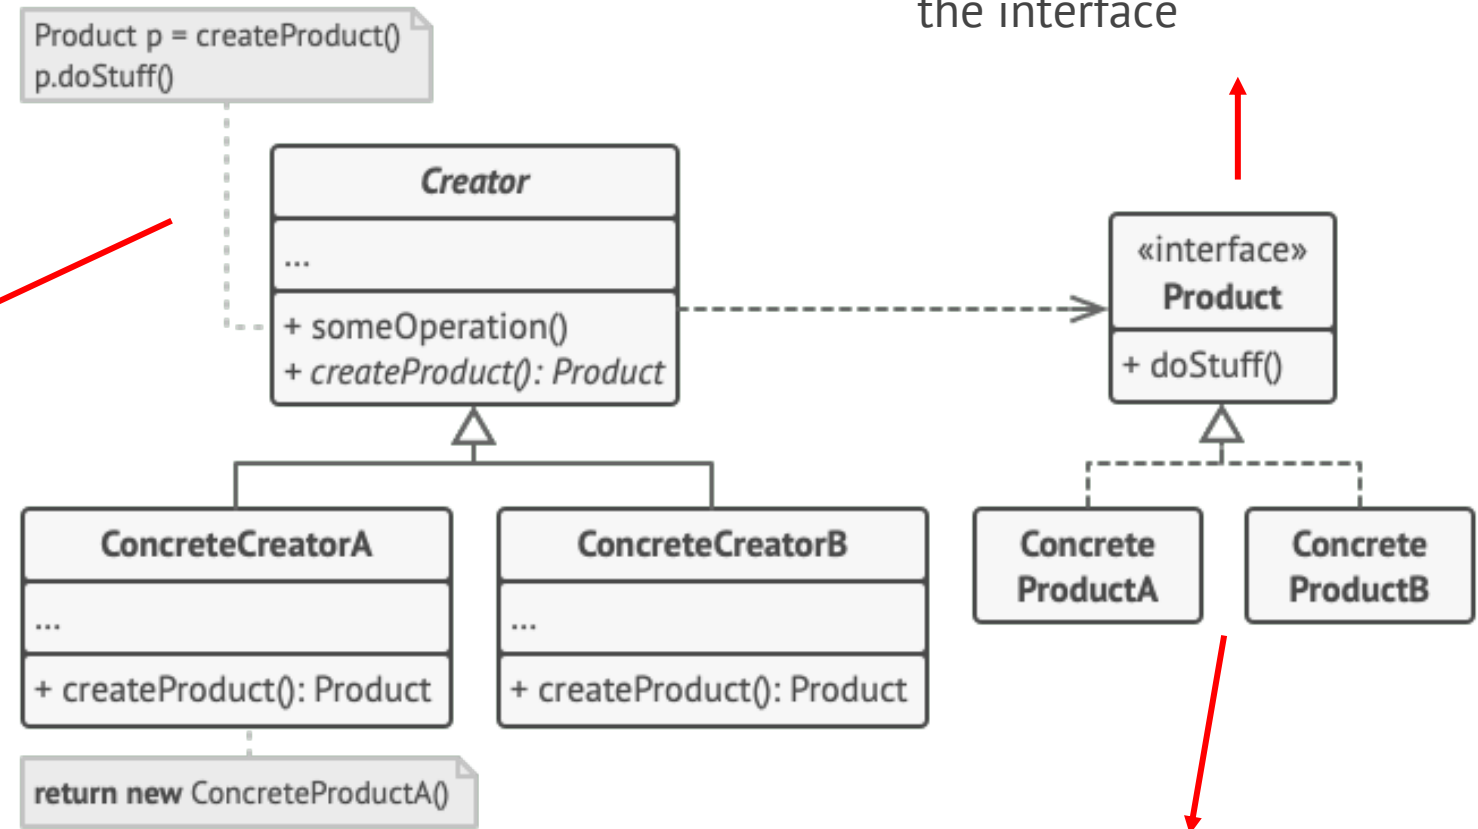 the interface
Product p = createProduct()
p.doStuff()
Creator
...
+ someOperation()
+ createProduct(): Product
«interface»
Product
+ doStuff()
ConcreteCreatorA
...
+ createProduct(): Product
ConcreteCreatorB
...
+ createProduct(): Product
Concrete
ProductA
Concrete
ProductB
return new ConcreteProductA()